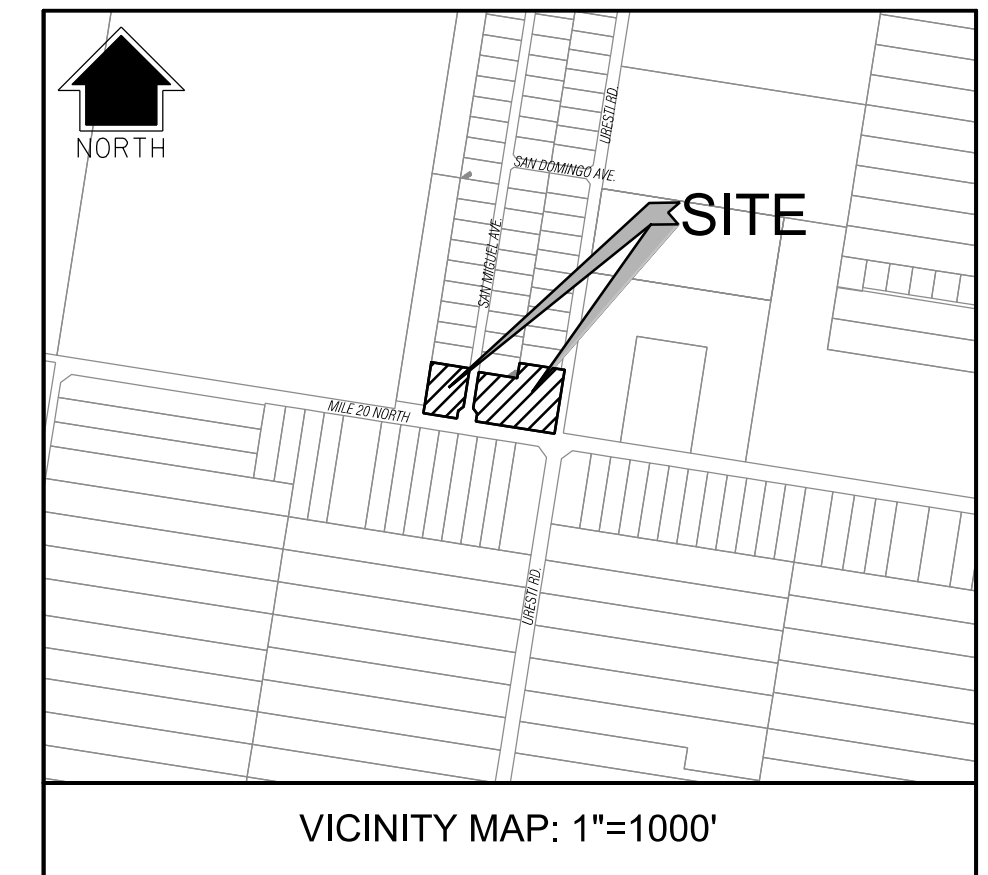 NORTH
URESTI RD.
SAN DOMINGO AVE.
SITE
SAN MIGUEL AVE.
MILE 20 NORTH
URESTI RD.
VICINITY MAP: 1"=1000'